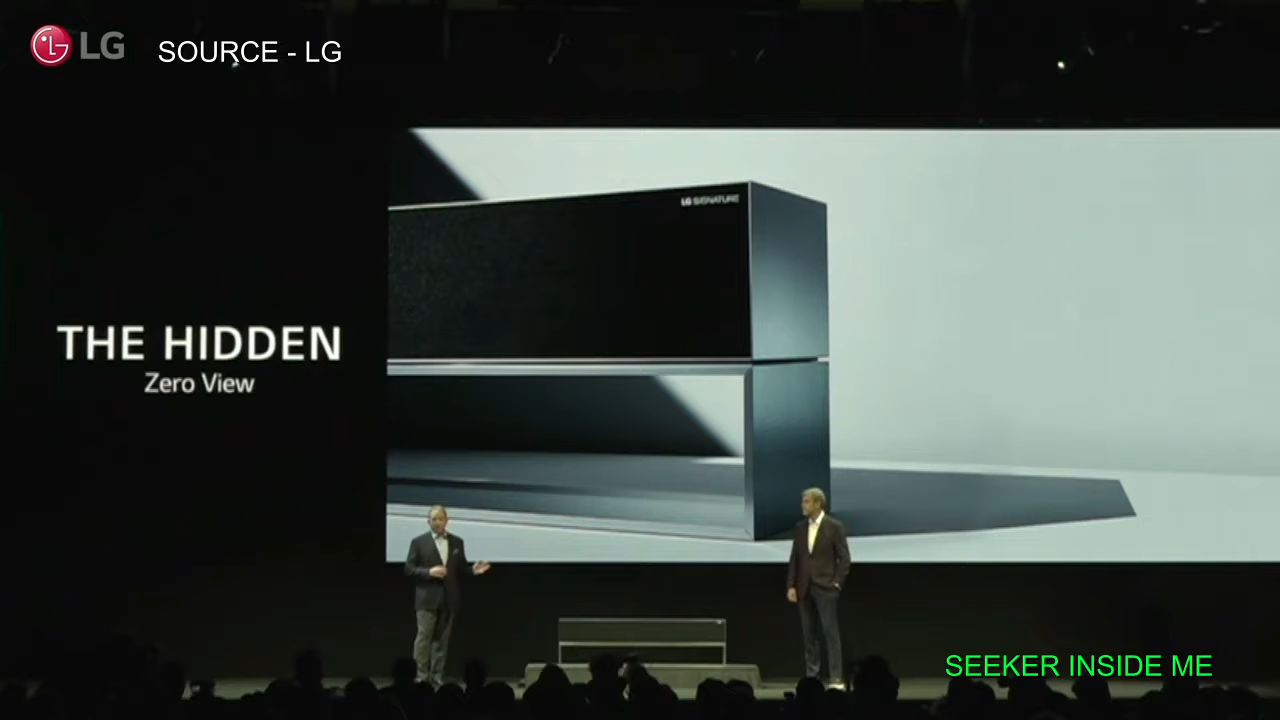 LG
SOURCE - LG
LG SIGNATURE
THE HIDDEN
Zero View
SEEKER INSIDE ME